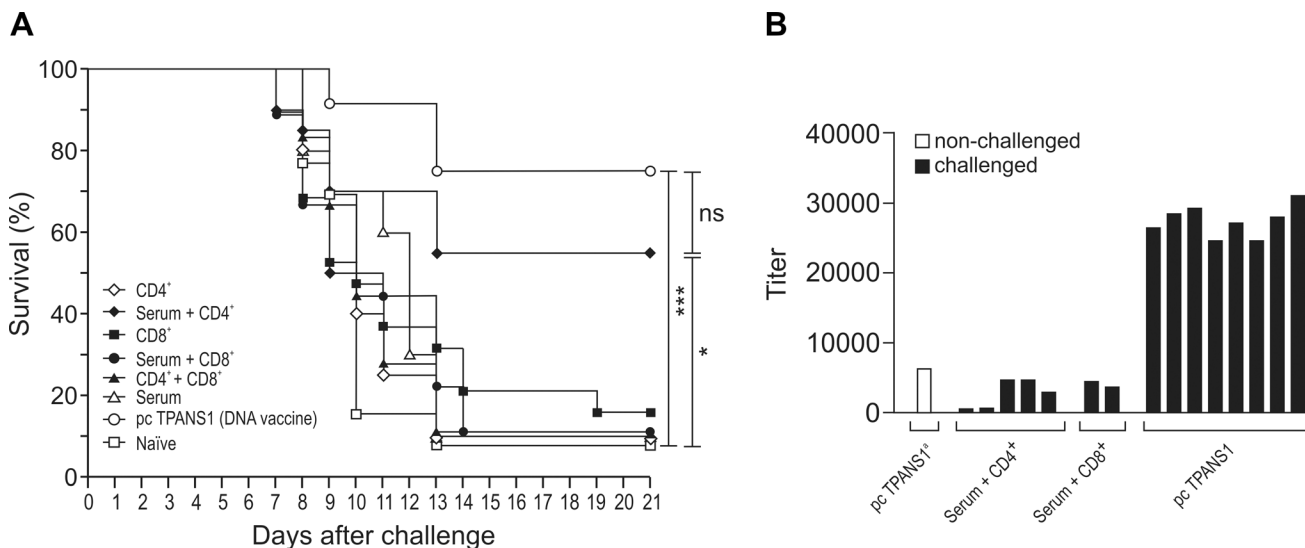 A
B
Survival (%)
100
80
60
40
20
0
0 1 2 3 4 5 6 7 8 9 10 11 12 13 14 15 16 17 18 19 20 21
Days after challenge
CD4⁺
Serum + CD4⁺
CD8⁺
Serum + CD8⁺
CD4⁺ + CD8⁺
Serum
pc TPANS1 (DNA vaccine)
Naïve
ns
***
*
Titer
40000
30000
20000
10000
0
non-challenged
challenged
pc TPANS1ᵃ
Serum + CD4⁺
Serum + CD8⁺
pc TPANS1